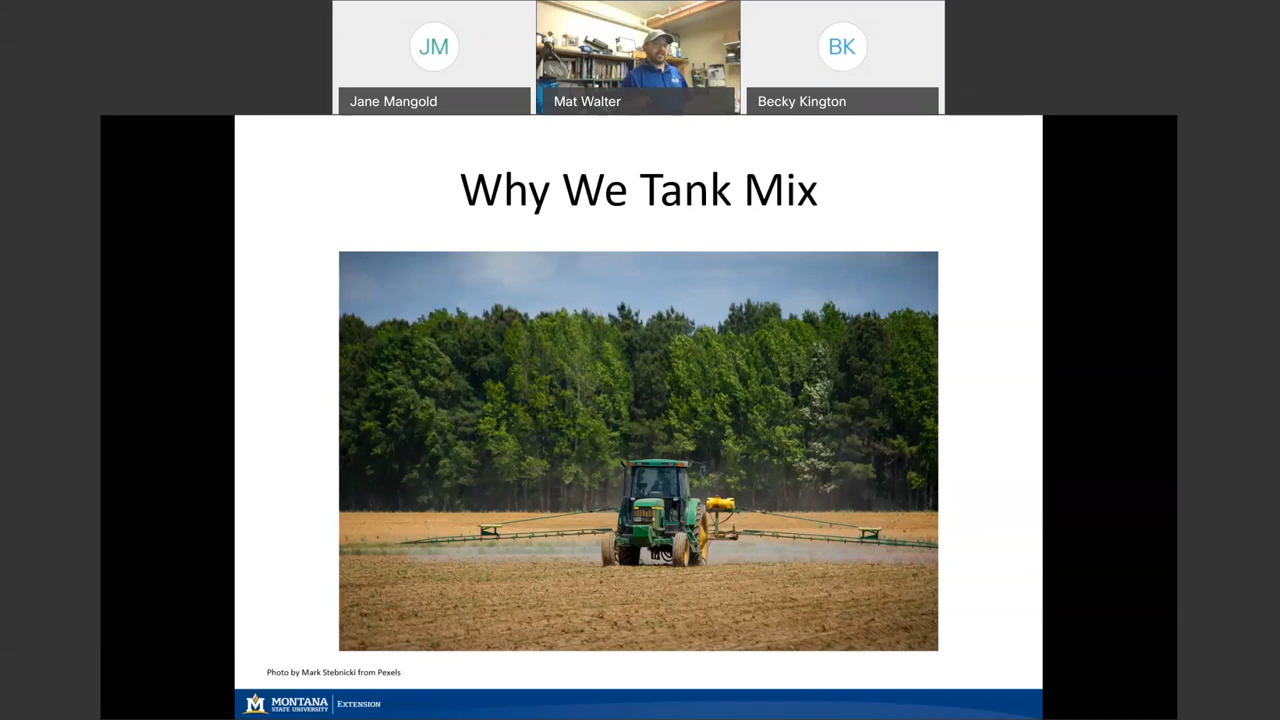 JM
BK
Jane Mangold
Mat Walter
Becky Kington
Why We Tank Mix
Photo by Mark Stebnicki from Pexels
M MONTANA
STATE UNIVERSITY
EXTENSION